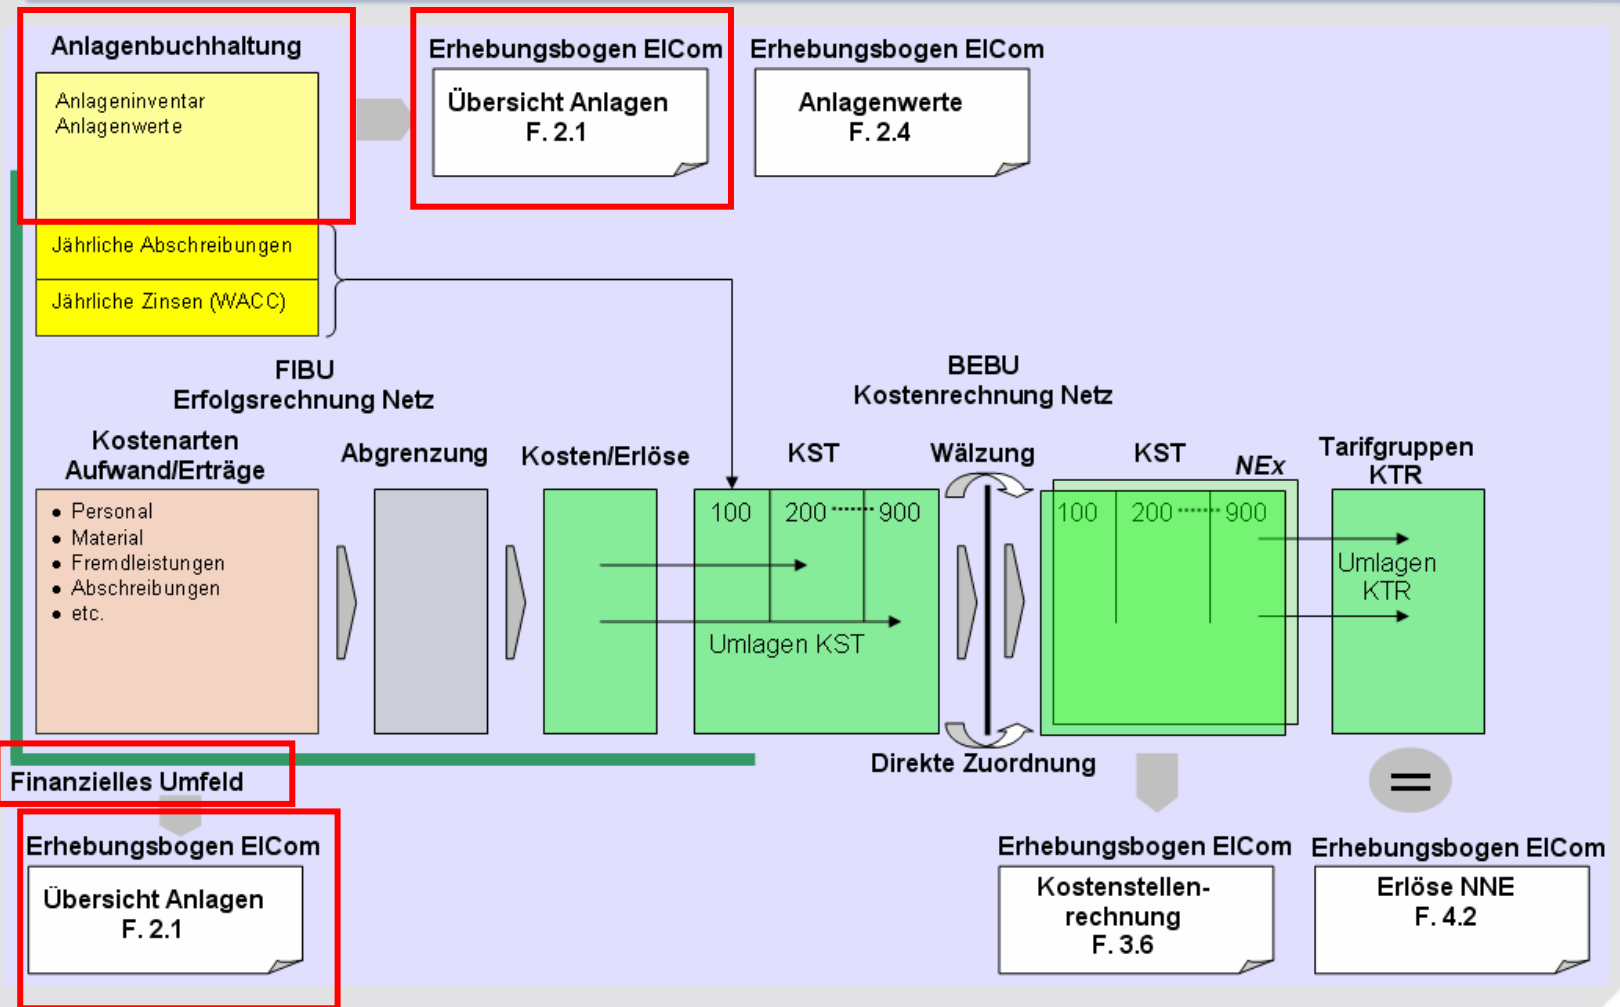 Anlagenbuchhaltung
Anlageninventar
Anlagenwerte
Jährliche Abschreibungen
Jährliche Zinsen (WACC)
Erhebungsbogen ElCom
Übersicht Anlagen
F. 2.1
Erhebungsbogen ElCom
Anlagenwerte
F. 2.4
FIBU
Erfolgsrechnung Netz
BEBU
Kostenrechnung Netz
Kostenarten
Aufwand/Erträge
• Personal
• Material
• Fremdleistungen
• Abschreibungen
• etc.
Abgrenzung
Kosten/Erlöse
KST
100 200 ······· 900
Umlagen KST
Wälzung
Direkte Zuordnung
KST
NEx
100 200 ······ 900
Tarifgruppen
KTR
Umlagen
KTR
=
Finanzielles Umfeld
Erhebungsbogen ElCom
Übersicht Anlagen
F. 2.1
Erhebungsbogen ElCom
Kostenstellen-
rechnung
F. 3.6
Erhebungsbogen ElCom
Erlöse NNE
F. 4.2